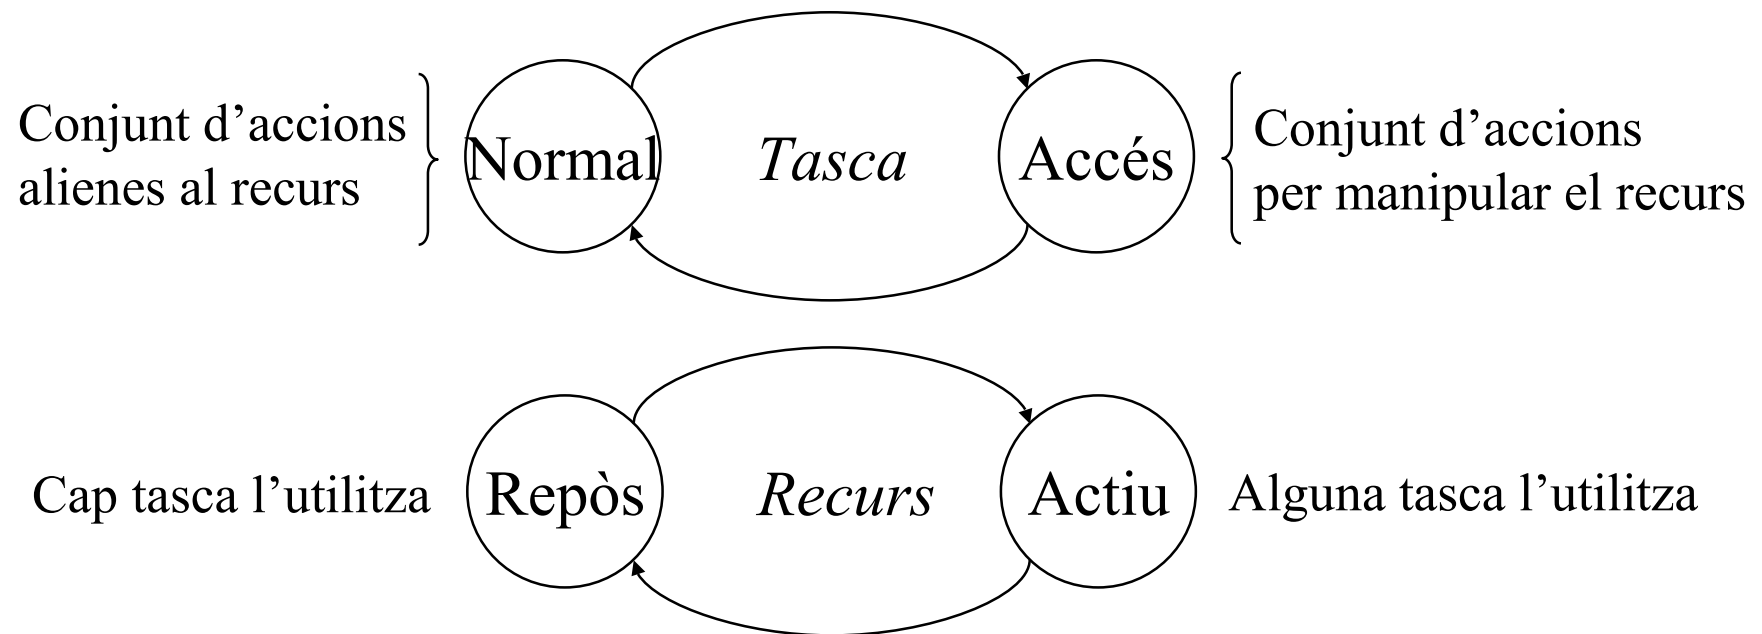 Conjunt d’accions
alienes al recurs
Normal
Tasca
Accés
Conjunt d’accions
per manipular el recurs
Cap tasca l’utilitza
Repòs
Recurs
Actiu
Alguna tasca l’utilitza